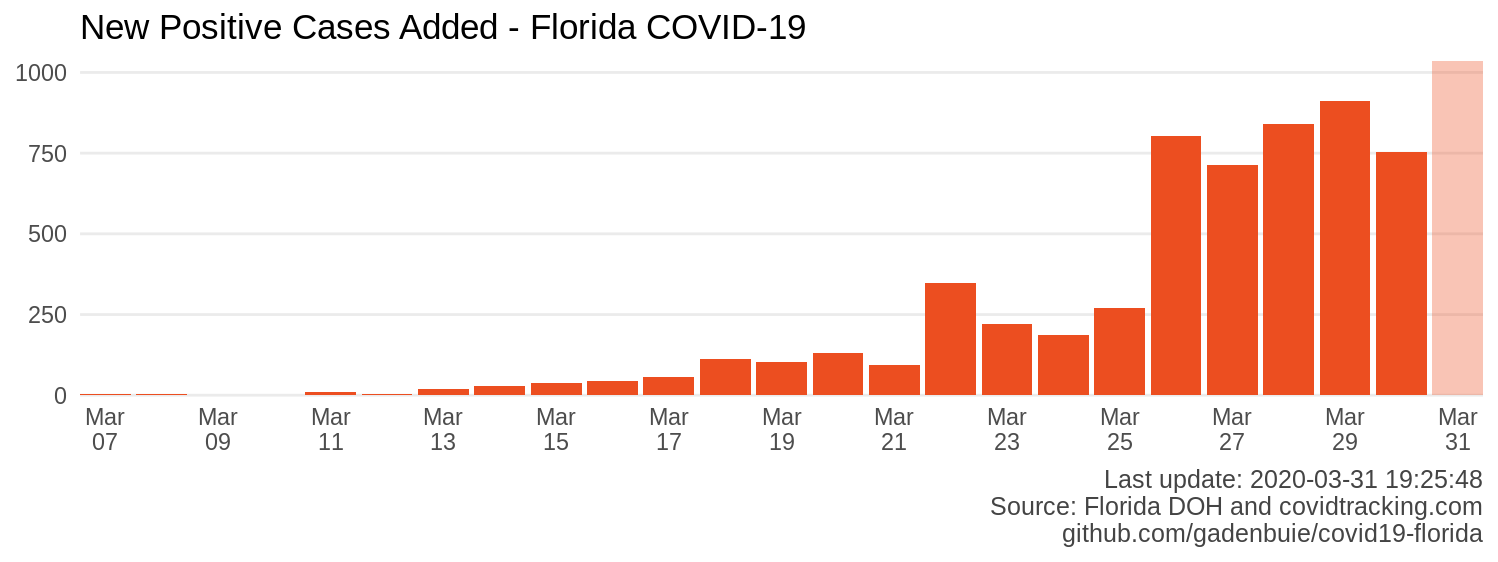 New Positive Cases Added - Florida COVID-19
1000
750
500
250
0
Mar Mar Mar Mar Mar Mar Mar Mar Mar Mar Mar Mar Mar
07 09 11 13 15 17 19 21 23 25 27 29 31
Last update: 2020-03-31 19:25:48
Source: Florida DOH and covidtracking.com
github.com/gadenbuie/covid19-florida